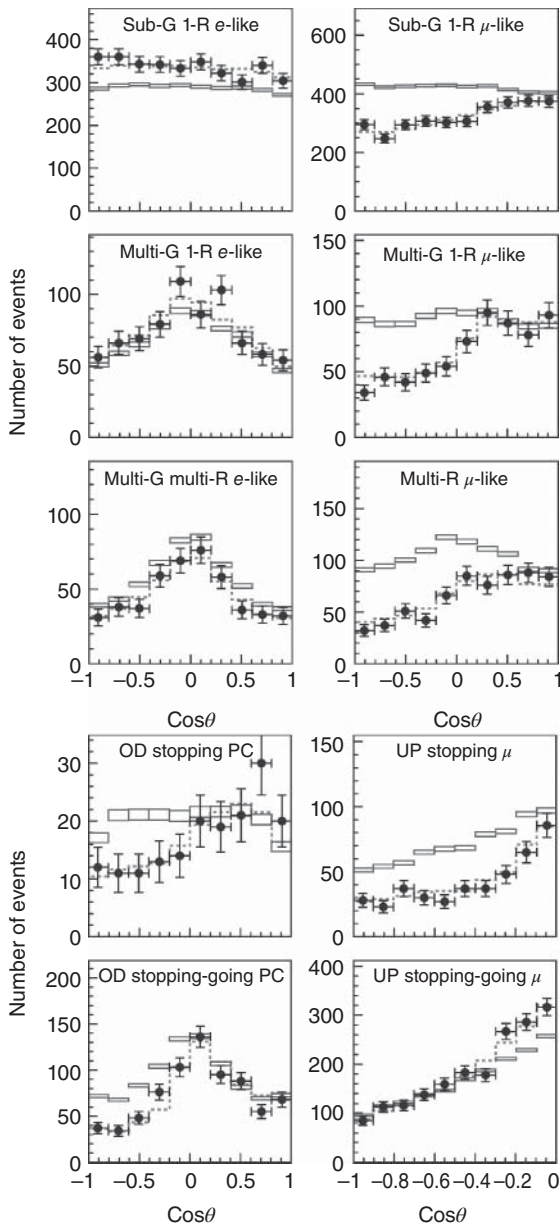 Sub-G 1-R e-like
400
300
200
100
0
Sub-G 1-R μ-like
600
400
200
0
Number of events
Multi-G 1-R e-like
100
50
0
Multi-G 1-R μ-like
150
100
50
0
Multi-G multi-R e-like
100
50
0
−1 −0.5 0 0.5 1
Cosθ
Multi-R μ-like
150
100
50
0
−1 −0.5 0 0.5 1
Cosθ
Number of events
OD stopping PC
30
20
10
0
UP stopping μ
150
100
50
0
OD stopping-going PC
200
150
100
50
0
−1 −0.5 0 0.5 1
Cosθ
UP stopping-going μ
400
300
200
100
0
−1 −0.8 −0.6 −0.4 −0.2 0
Cosθ